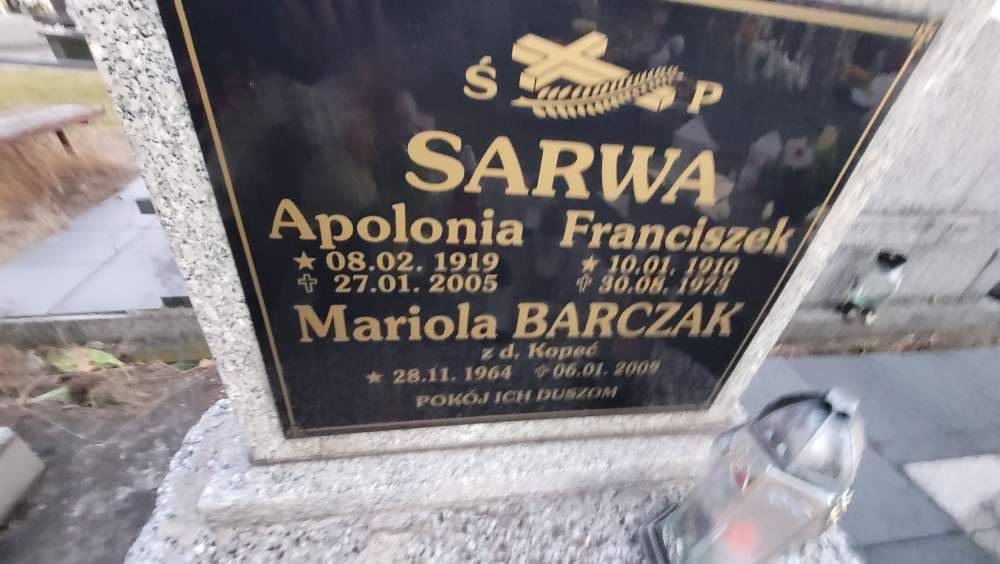 Ś P
SARWA
Apolonia Franciszek
★ 08.02. 1919 ★ 10.01. 1910
✝ 27.01. 2005 ✝ 30.08. 1973
Mariola BARCZAK
z d. Kopeć
★ 28.11. 1964 ✝ 06.01. 2009
POKÓJ ICH DUSZOM